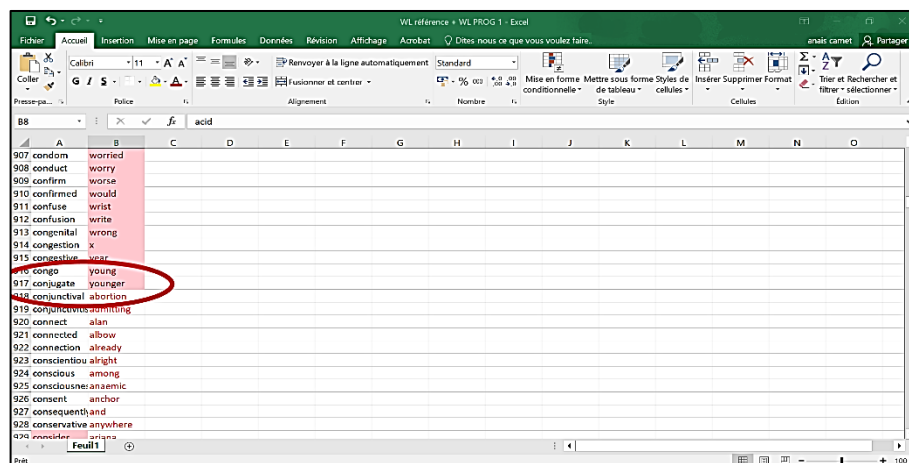 WL référence + WL PROG 1 - Excel
Fichier Accueil Insertion Mise en page Formules Données Révision Affichage Acrobat Dites nous ce que vous voulez faire.. anais carnet Partager
Coller Calibri 11 A A Renvoyer à la ligne automatiquement Standard Mise en forme conditionnelle Mettre sous forme de tableau Styles de cellules Insérer Supprimer Format Trier et filtrer Rechercher et sélectionner
G I S A Fusionner et centrer % 000
Presse-pa... Police Alignement Nombre Style Cellules Édition
B8 fx acid
A B C D E F G H I J K L M N O
907 condom worried
908 conduct worry
909 confirm worse
910 confirmed would
911 confuse wrist
912 confusion write
913 congenital wrong
914 congestion x
915 congestive year
916 congo young
917 conjugate younger
918 conjunctival abortion
919 conjunctivitis admitting
920 connect alan
921 connected albow
922 connection already
923 conscientiou alright
924 conscious among
925 consciousnes anaemic
926 consent anchor
927 consequently and
928 conservative anywhere
929 consider ariana
Feuil1
Prêt 100